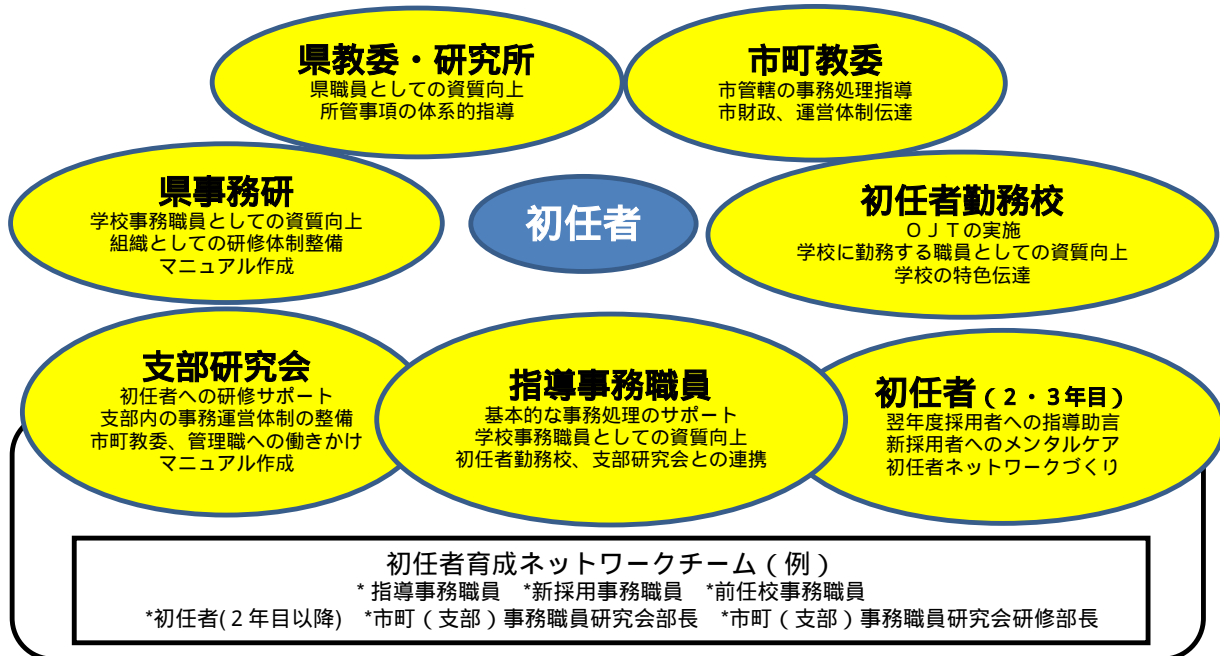 県教委・研究所
県職員としての資質向上
所管事項の体系的指導
市町教委
市管轄の事務処理指導
市財政、運営体制伝達
県事務研
学校事務職員としての資質向上
組織としての研修体制整備
マニュアル作成
初任者
初任者勤務校
ＯＪＴの実施
学校に勤務する職員としての資質向上
学校の特色伝達
支部研究会
初任者への研修サポート
支部内の事務運営体制の整備
市町教委、管理職への働きかけ
マニュアル作成
指導事務職員
基本的な事務処理のサポート
学校事務職員としての資質向上
初任者勤務校、支部研究会との連携
初任者（２・３年目）
翌年度採用者への指導助言
新採用者へのメンタルケア
初任者ネットワークづくり
初任者育成ネットワークチーム（例）
* 指導事務職員　*新採用事務職員　*前任校事務職員
*初任者(２年目以降)　*市町（支部）事務職員研究会部長　*市町（支部）事務職員研究会研修部長